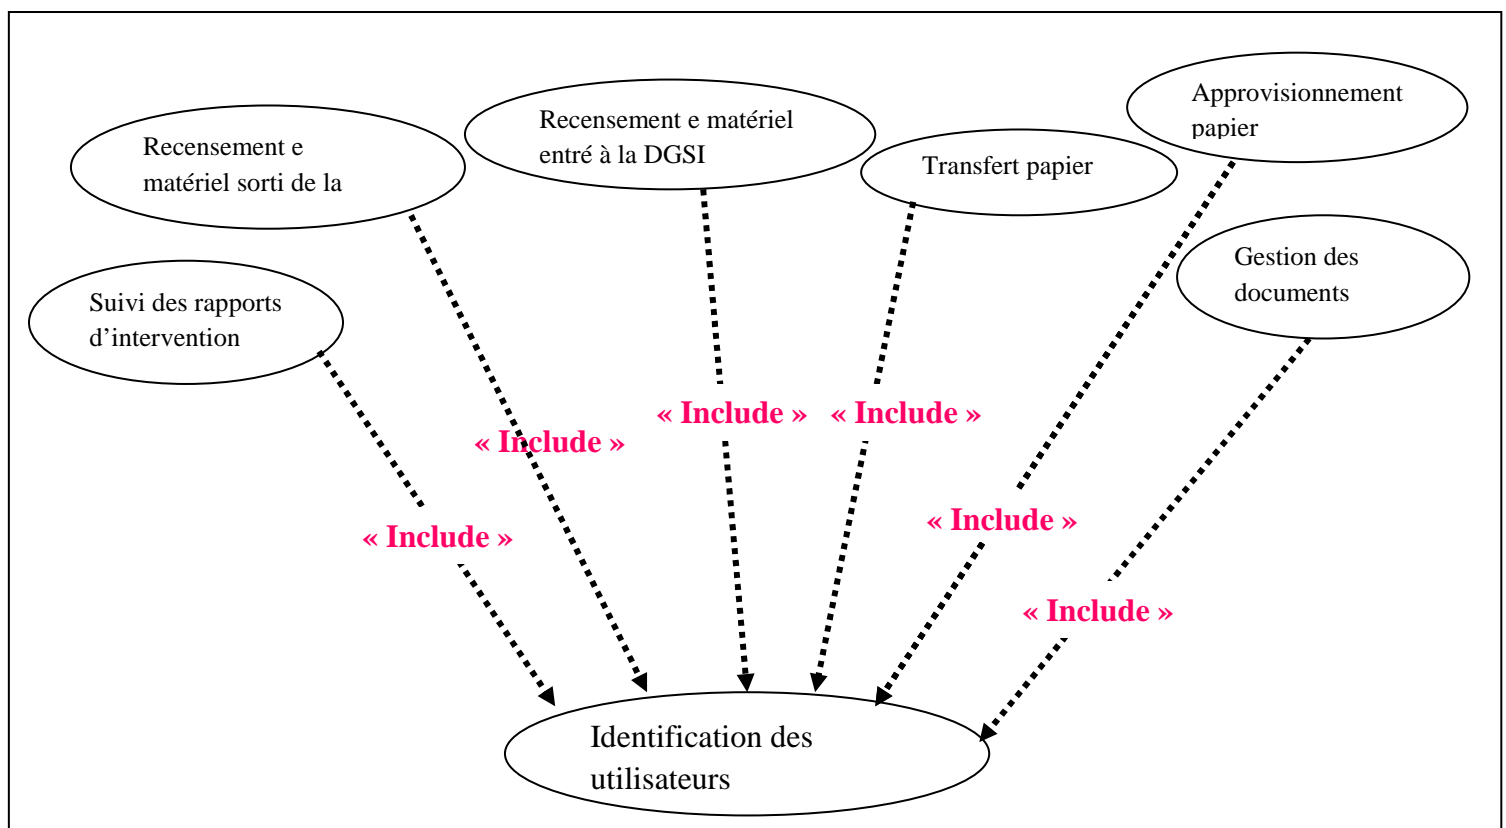 Approvisionnement
papier
Recensement e matériel
entré à la DGSI
Recensement e
matériel sorti de la
Transfert papier
Gestion des
documents
Suivi des rapports
d’intervention
« Include »
« Include »
« Include »
« Include »
« Include »
« Include »
Identification des
utilisateurs